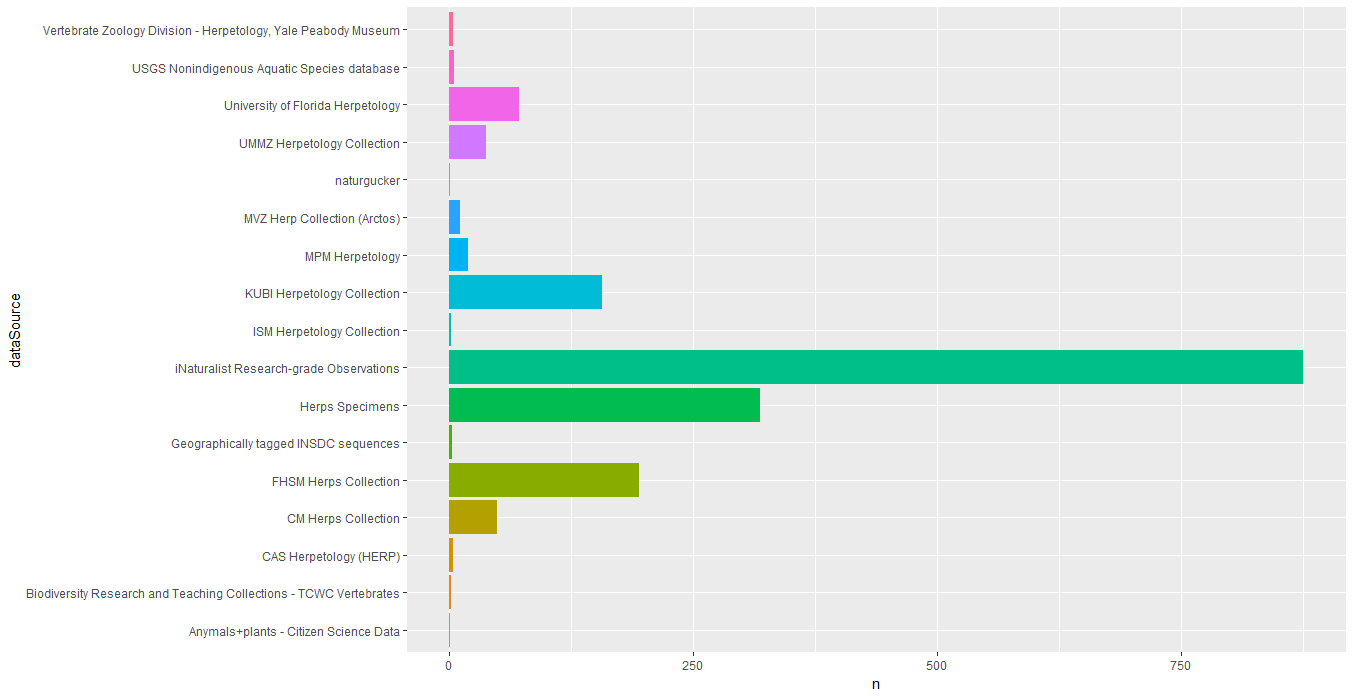 Vertebrate Zoology Division - Herpetology, Yale Peabody Museum
USGS Nonindigenous Aquatic Species database
University of Florida Herpetology
UMMZ Herpetology Collection
naturgucker
MVZ Herp Collection (Arctos)
MPM Herpetology
KUBI Herpetology Collection
ISM Herpetology Collection
iNaturalist Research-grade Observations
Herps Specimens
Geographically tagged INSDC sequences
FHSM Herps Collection
CM Herps Collection
CAS Herpetology (HERP)
Biodiversity Research and Teaching Collections - TCWC Vertebrates
Anymals+plants - Citizen Science Data
dataSource
0 250 500 750
n